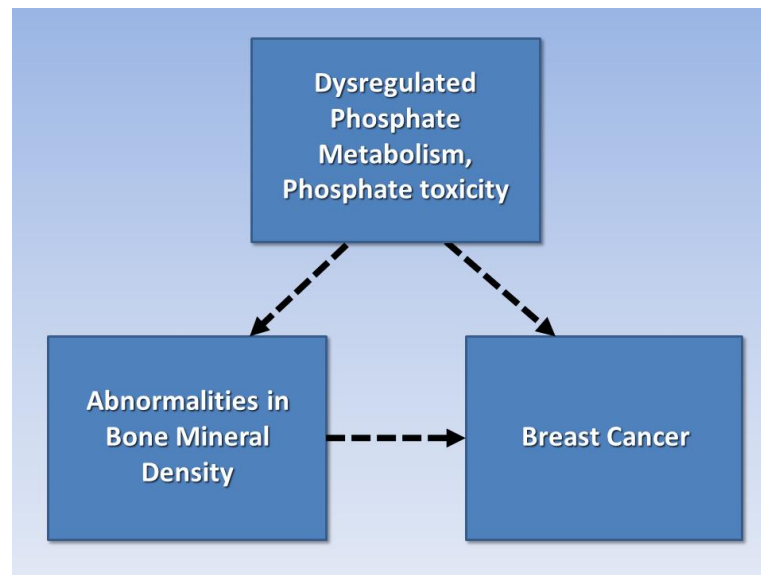 Dysregulated
Phosphate
Metabolism,
Phosphate toxicity
Abnormalities in
Bone Mineral
Density
Breast Cancer